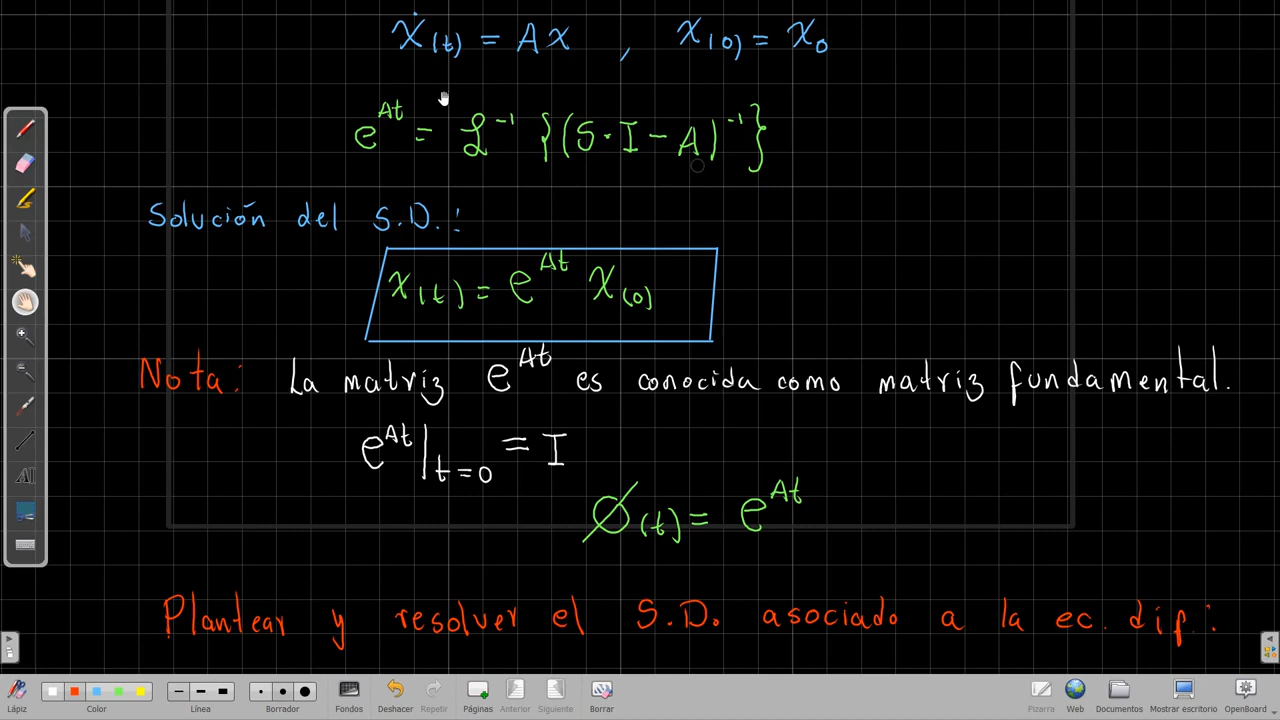 ẋ(t) = Ax , x(0) = x₀
e^At = ℒ⁻¹ {(S·I − A)⁻¹}
Solución del S.D.:
x(t) = e^At x(0)
Nota: La matriz e^At es conocida como matriz fundamental.
e^At |t=0 = I
Ø(t) = e^At
Plantear y resolver el S.D. asociado a la ec. dif.:
Lápiz Color Línea Borrador Fondos Deshacer Repetir Páginas Anterior Siguiente Borrar Pizarra Web Documentos Mostrar escritorio OpenBoard